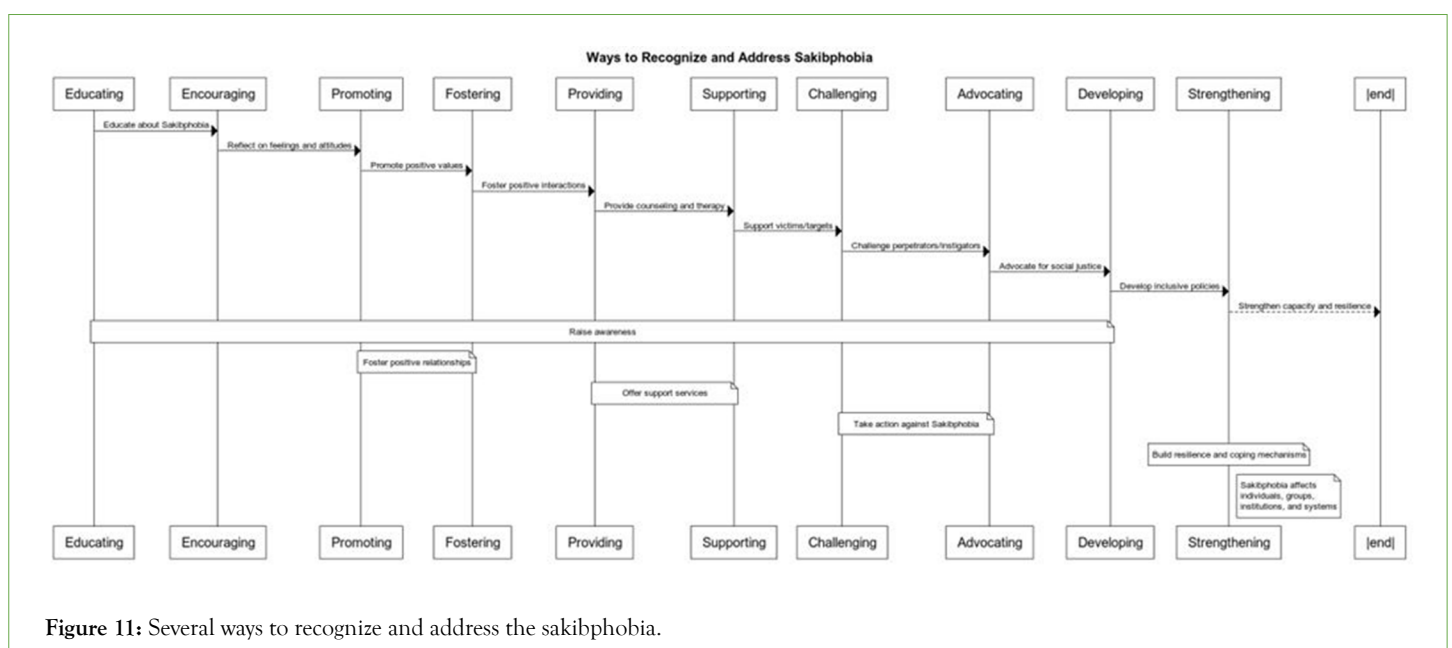 Ways to Recognize and Address Sakibphobia
Educating Encouraging Promoting Fostering Providing Supporting Challenging Advocating Developing Strengthening |end|
Educate about Sakibphobia
Reflect on feelings and attitudes
Promote positive values
Foster positive interactions
Provide counseling and therapy
Support victims/targets
Challenge perpetrators/instigators
Advocate for social justice
Develop inclusive policies
Strengthen capacity and resilience
Raise awareness
Foster positive relationships
Offer support services
Take action against Sakibphobia
Build resilience and coping mechanisms
Sakibphobia affects
individuals, groups,
institutions, and systems
Educating Encouraging Promoting Fostering Providing Supporting Challenging Advocating Developing Strengthening |end|
Figure 11: Several ways to recognize and address the sakibphobia.